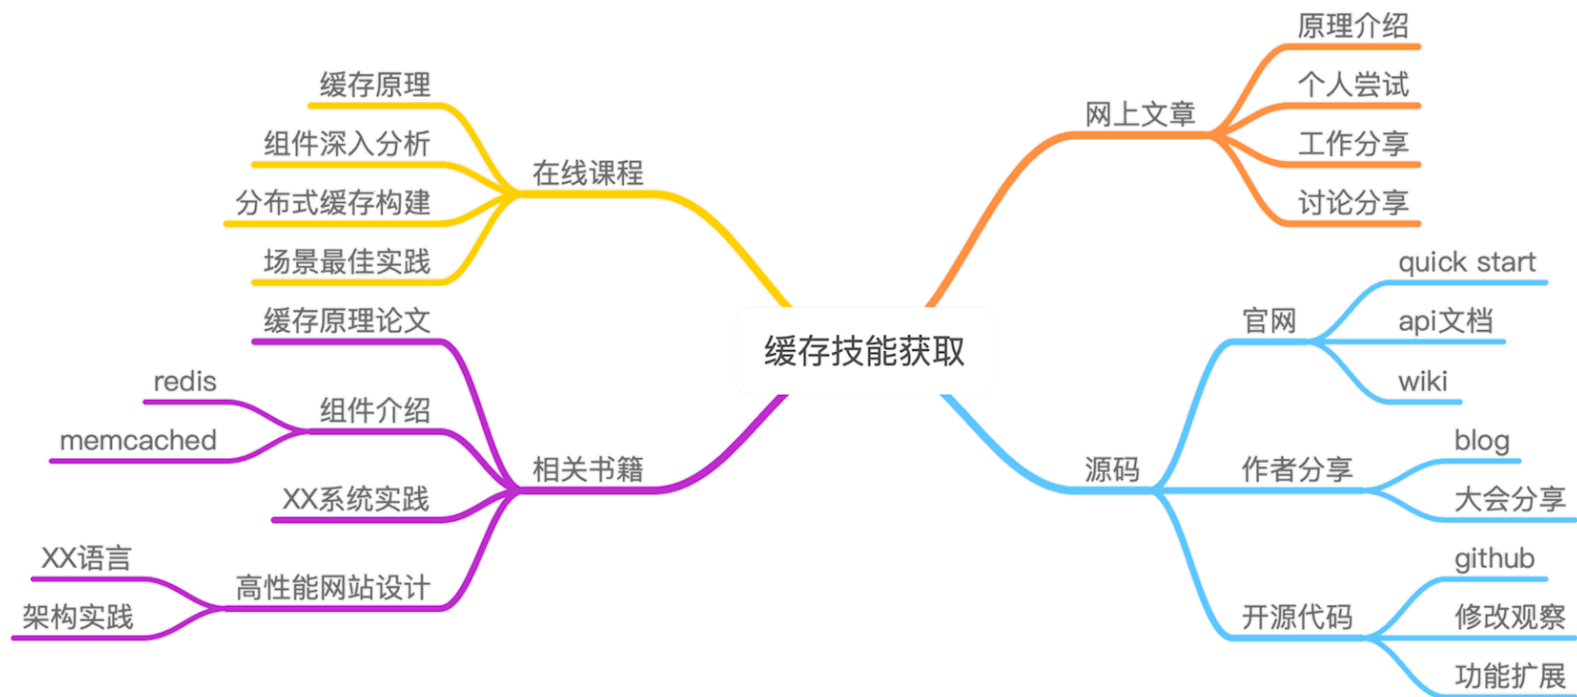 缓存技能获取
网上文章
原理介绍
个人尝试
工作分享
讨论分享
源码
官网
quick start
api文档
wiki
作者分享
blog
大会分享
开源代码
github
修改观察
功能扩展
在线课程
缓存原理
组件深入分析
分布式缓存构建
场景最佳实践
相关书籍
缓存原理论文
组件介绍
redis
memcached
XX系统实践
高性能网站设计
XX语言
架构实践